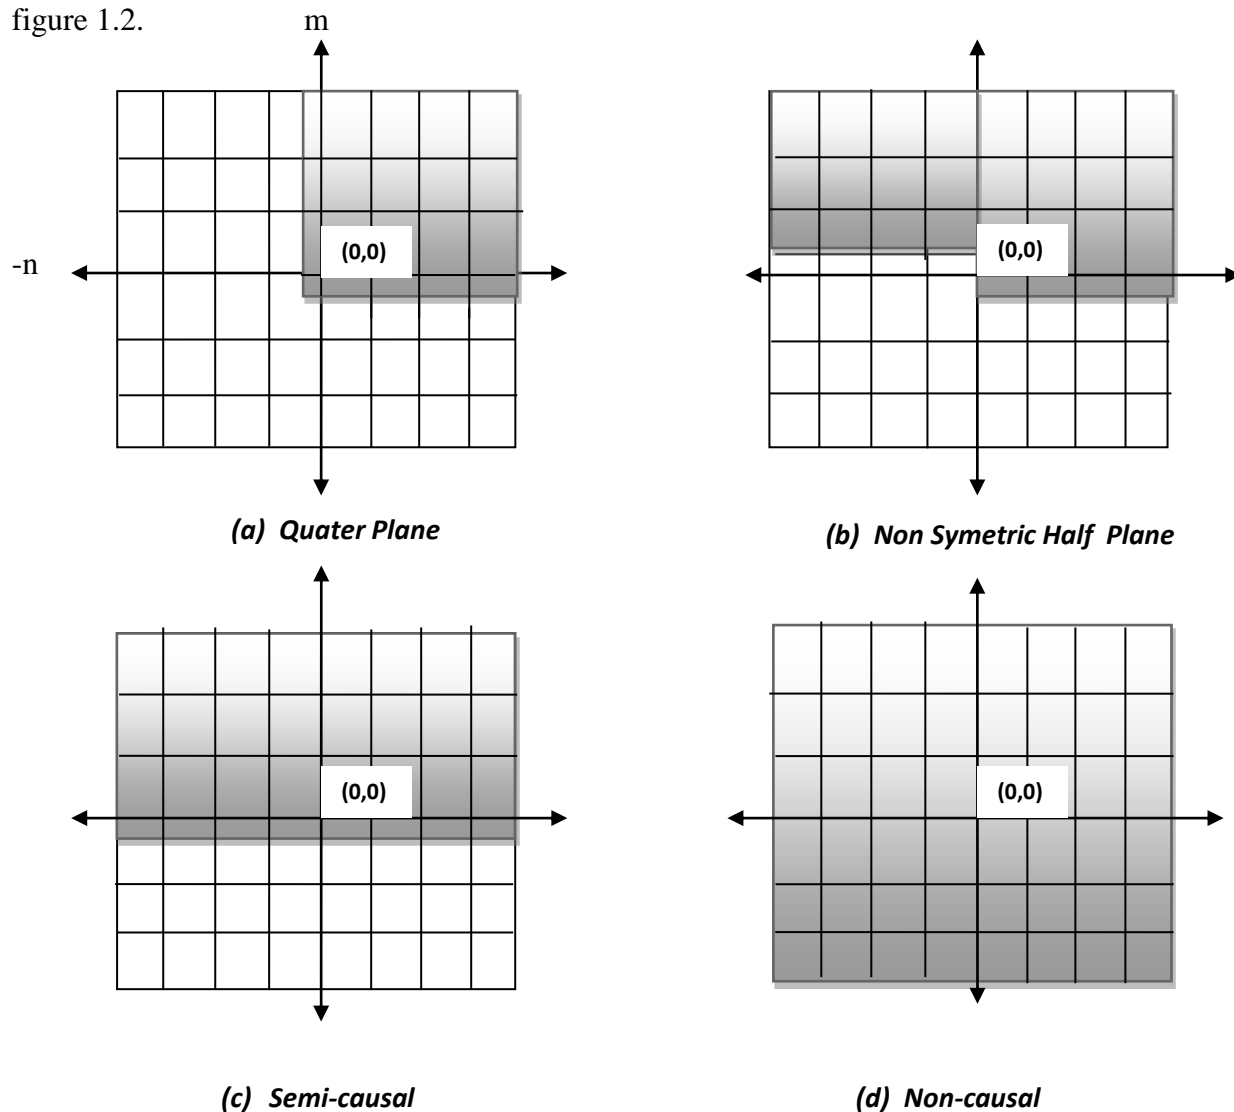 figure 1.2.
m
-n
(0,0)
(0,0)
(a) Quater Plane
(b) Non Symetric Half Plane
(0,0)
(0,0)
(c) Semi-causal
(d) Non-causal